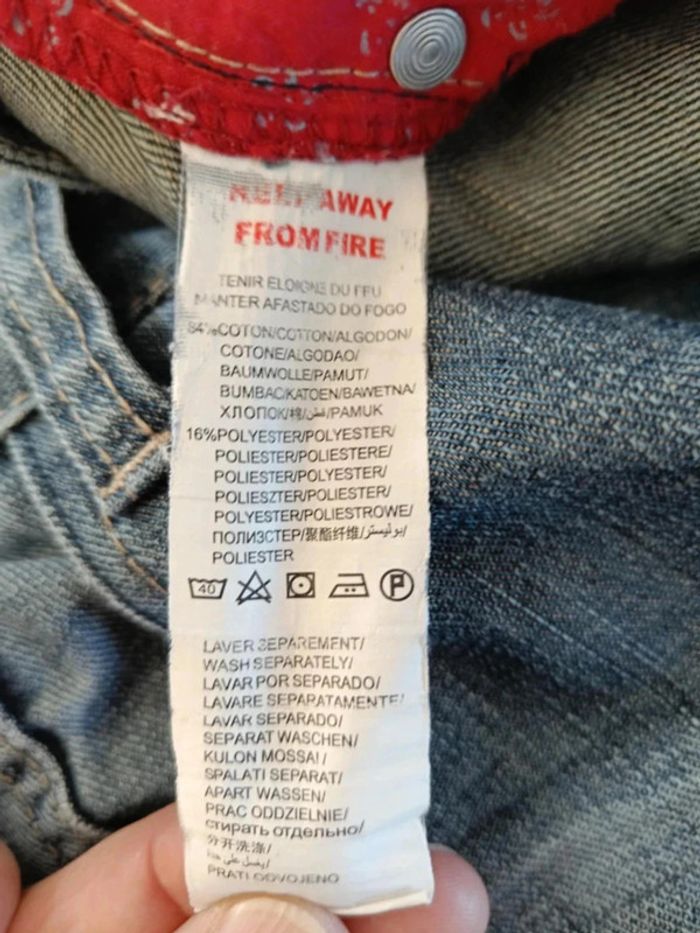 KEEP AWAY
FROM FIRE
TENIR ELOIGNE DU FEU
MANTER AFASTADO DO FOGO
84%COTON/COTTON/ALGODON/
COTONE/ALGODAO/
BAUMWOLLE/PAMUT/
BUMBAC/KATOEN/BAWETNA/
ХЛОПОК/棉/قطن/PAMUK
16%POLYESTER/POLYESTER/
POLIESTER/POLIESTERE/
POLIESTER/POLYESTER/
POLIESZTER/POLIESTER/
POLYESTER/POLIESTROWE/
ПОЛИЭСТЕР/聚酯纤维/بوليستر/
POLIESTER
40 P
LAVER SEPAREMENT/
WASH SEPARATELY/
LAVAR POR SEPARADO/
LAVARE SEPARATAMENTE/
LAVAR SEPARADO/
SEPARAT WASCHEN/
KULON MOSSA!/
SPALATI SEPARAT/
APART WASSEN/
PRAC ODDZIELNIE/
стирать отдельно/
分开洗涤/
يغسل على حدة/
PRATI ODVOJENO